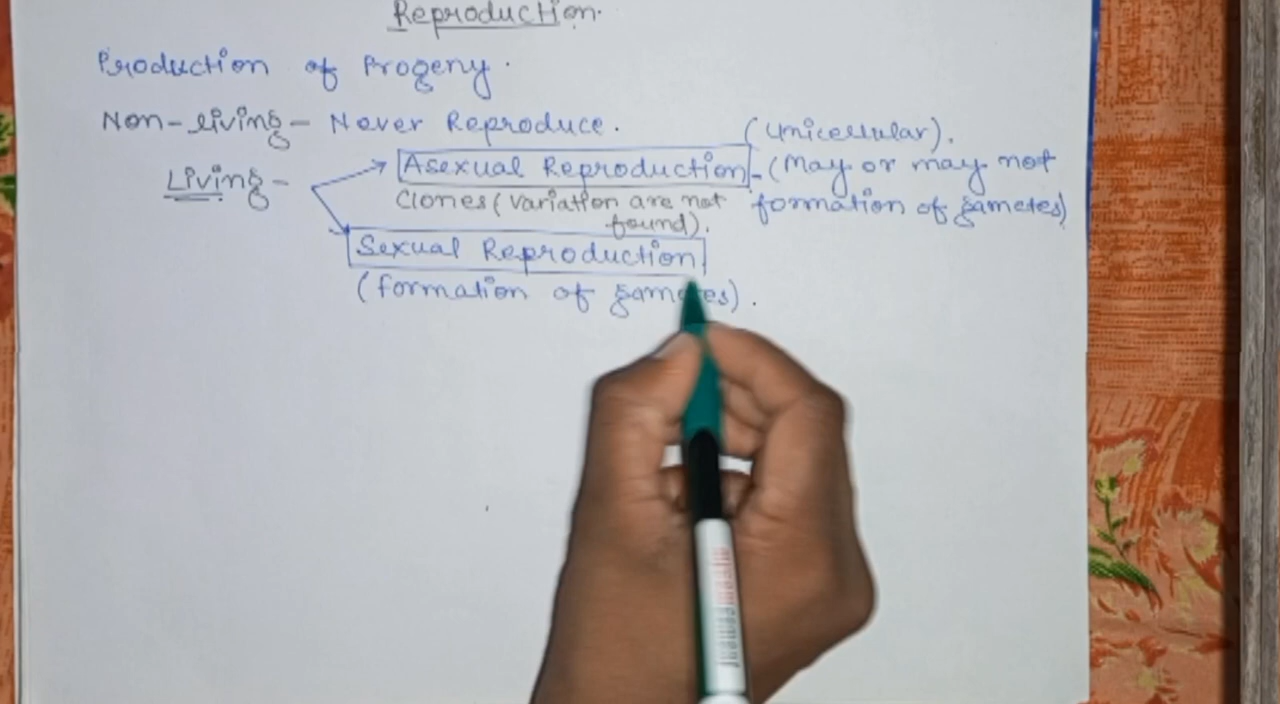 Reproduction.
Production of Progeny.
Non-living - Never Reproduce.
(Unicellular).
Living - Asexual Reproduction - (May or may not
Clones (Variation are not formation of gametes)
found).
Sexual Reproduction
(formation of gametes).